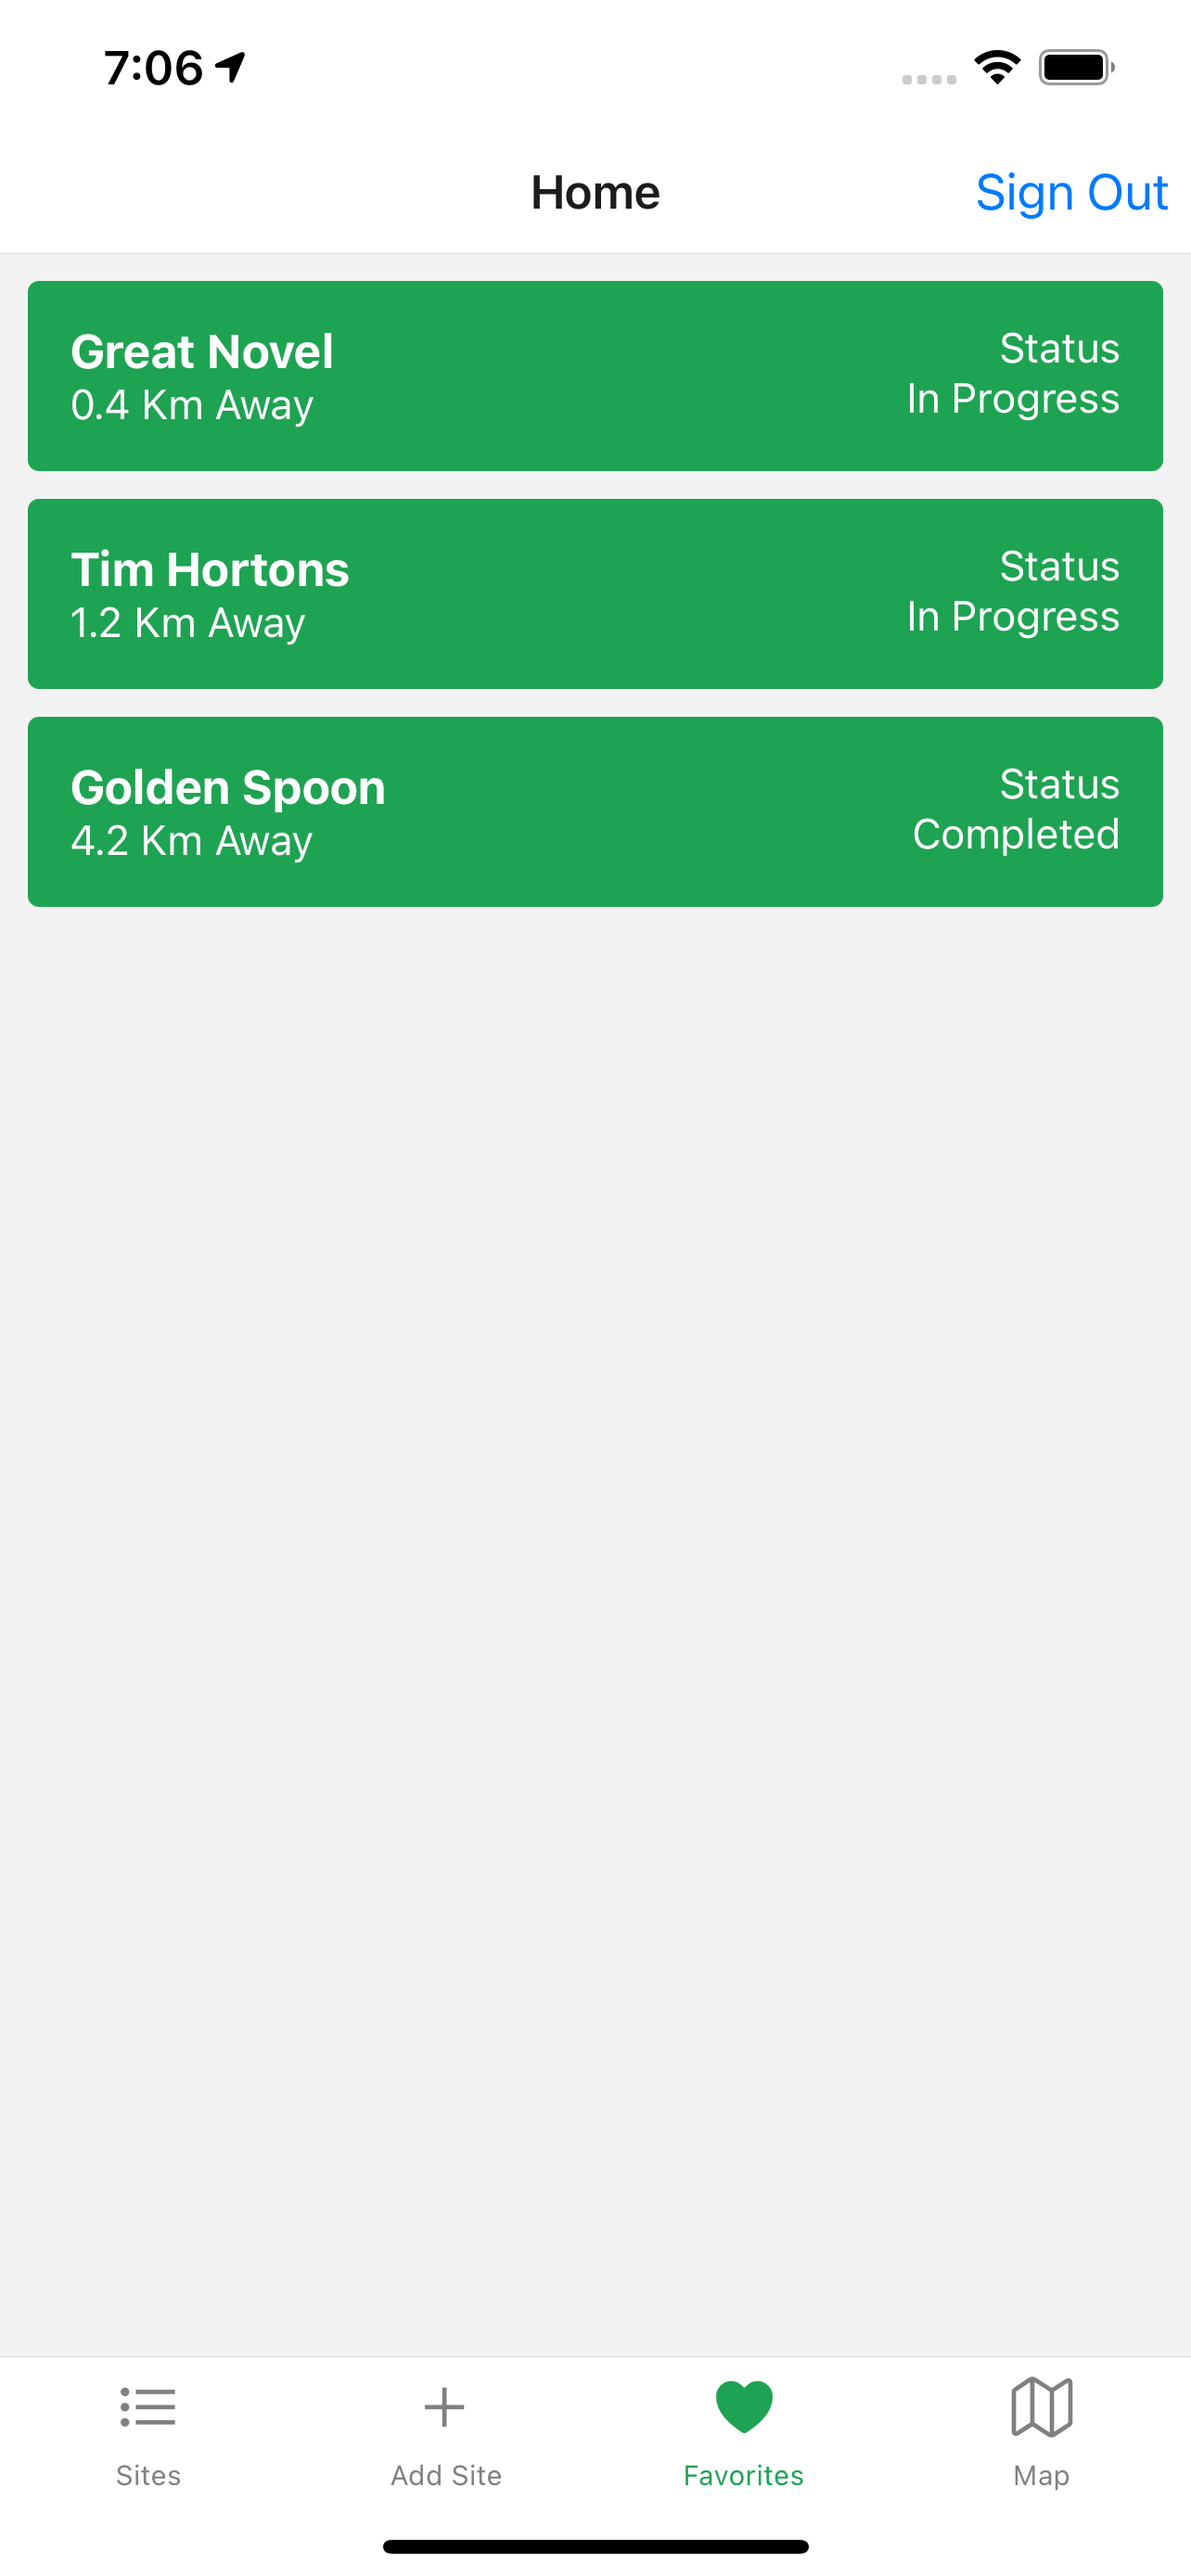 7:06
Home
Sign Out
Great Novel
0.4 Km Away
Status
In Progress
Tim Hortons
1.2 Km Away
Status
In Progress
Golden Spoon
4.2 Km Away
Status
Completed
Sites
Add Site
Favorites
Map